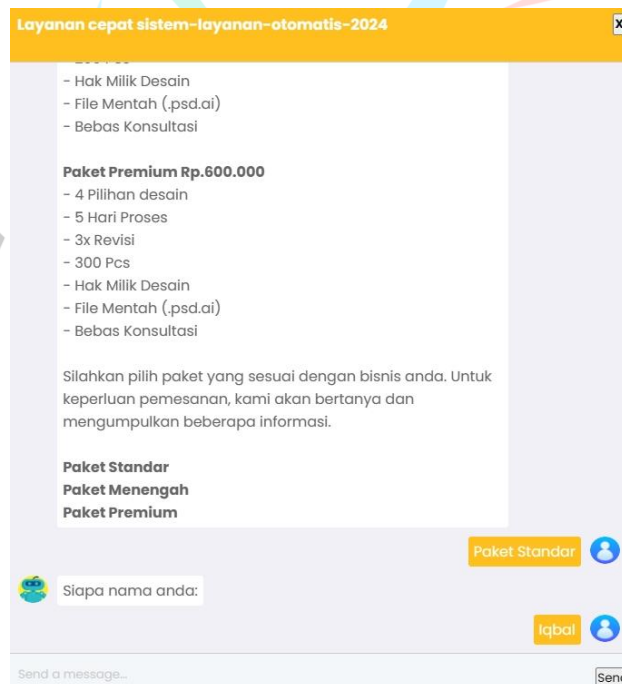 Layanan cepat sistem-layanan-otomatis-2024
X
- Hak Milik Desain
- File Mentah (.psd.ai)
- Bebas Konsultasi
Paket Premium Rp.600.000
- 4 Pilihan desain
- 5 Hari Proses
- 3x Revisi
- 300 Pcs
- Hak Milik Desain
- File Mentah (.psd.ai)
- Bebas Konsultasi
Silahkan pilih paket yang sesuai dengan bisnis anda. Untuk
keperluan pemesanan, kami akan bertanya dan
mengumpulkan beberapa informasi.
Paket Standar
Paket Menengah
Paket Premium
Paket Standar
Siapa nama anda:
Iqbal
Send a message...